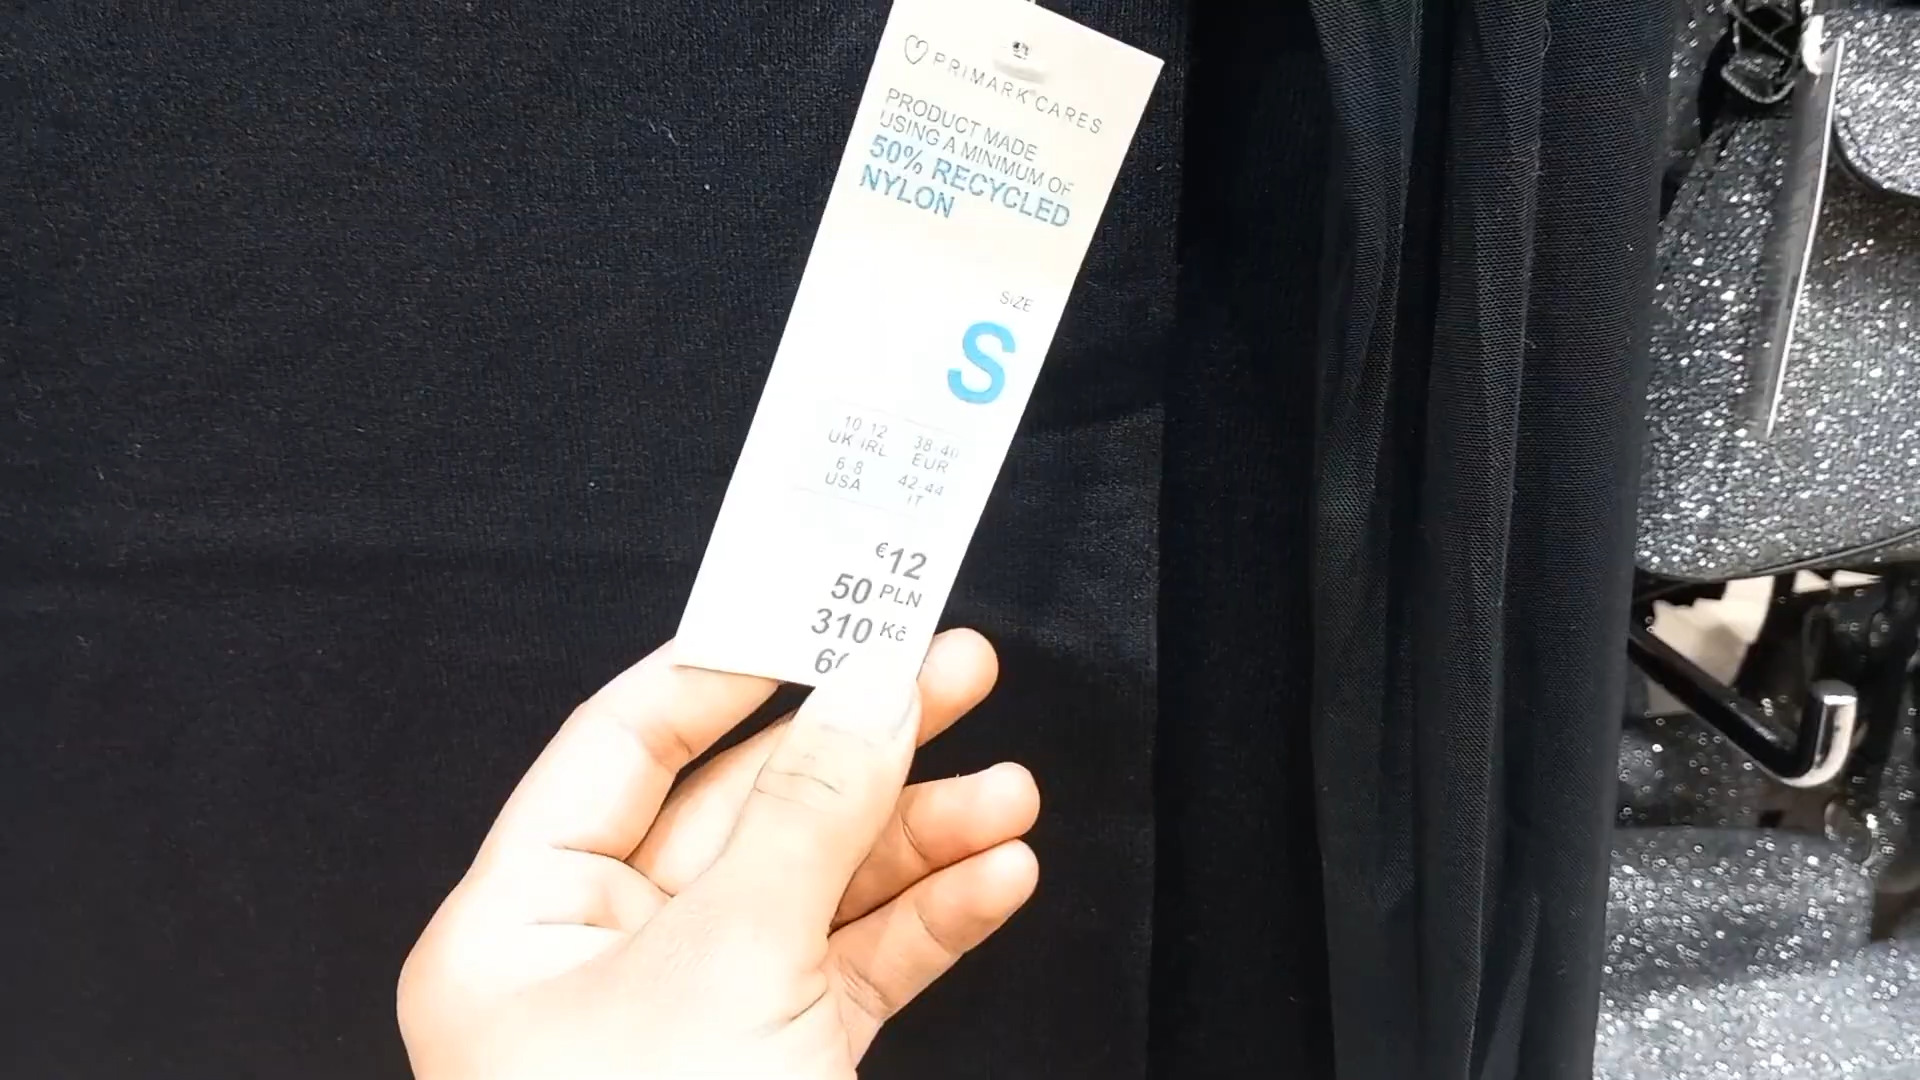 PRIMARK CARES
PRODUCT MADE
USING A MINIMUM OF
50% RECYCLED
NYLON
SIZE
S
10-12 38-40
UK IRL EUR
6-8 42-44
USA IT
€12
50 PLN
310 Kč